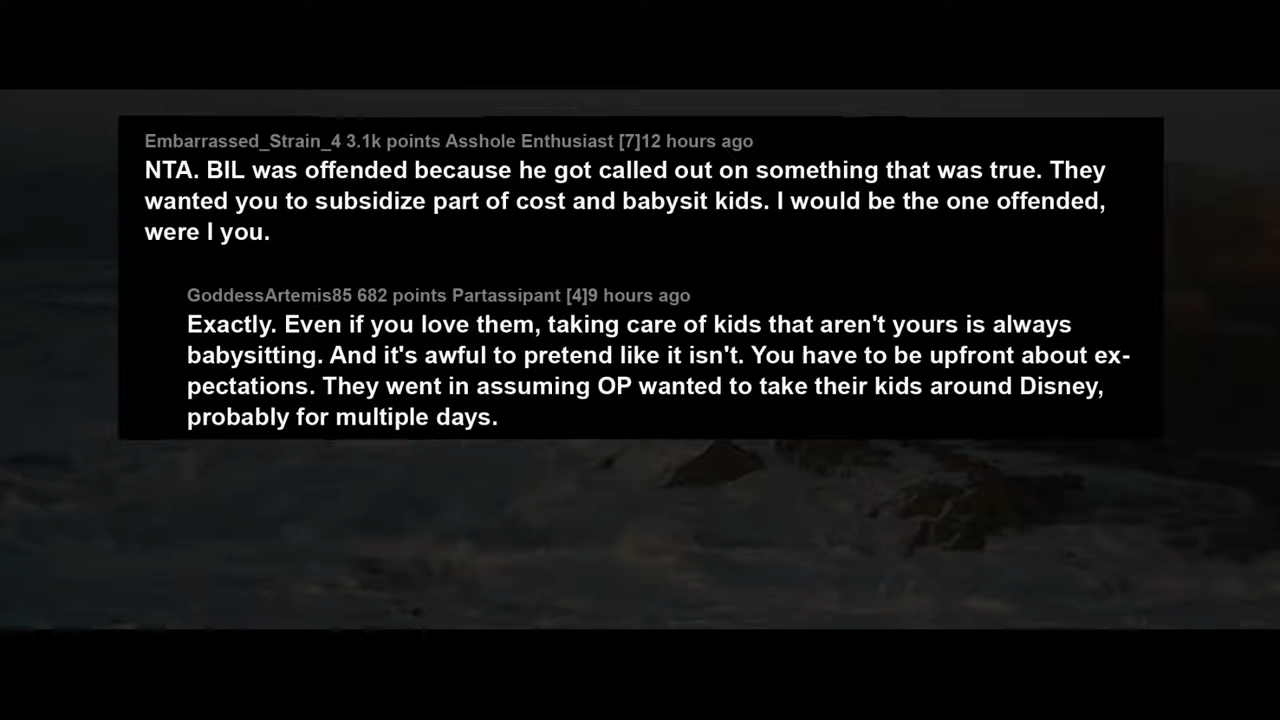 Embarrassed_Strain_4 3.1k points Asshole Enthusiast [7]12 hours ago
NTA. BIL was offended because he got called out on something that was true. They
wanted you to subsidize part of cost and babysit kids. I would be the one offended,
were I you.
GoddessArtemis85 682 points Partassipant [4]9 hours ago
Exactly. Even if you love them, taking care of kids that aren't yours is always
babysitting. And it's awful to pretend like it isn't. You have to be upfront about ex-
pectations. They went in assuming OP wanted to take their kids around Disney,
probably for multiple days.